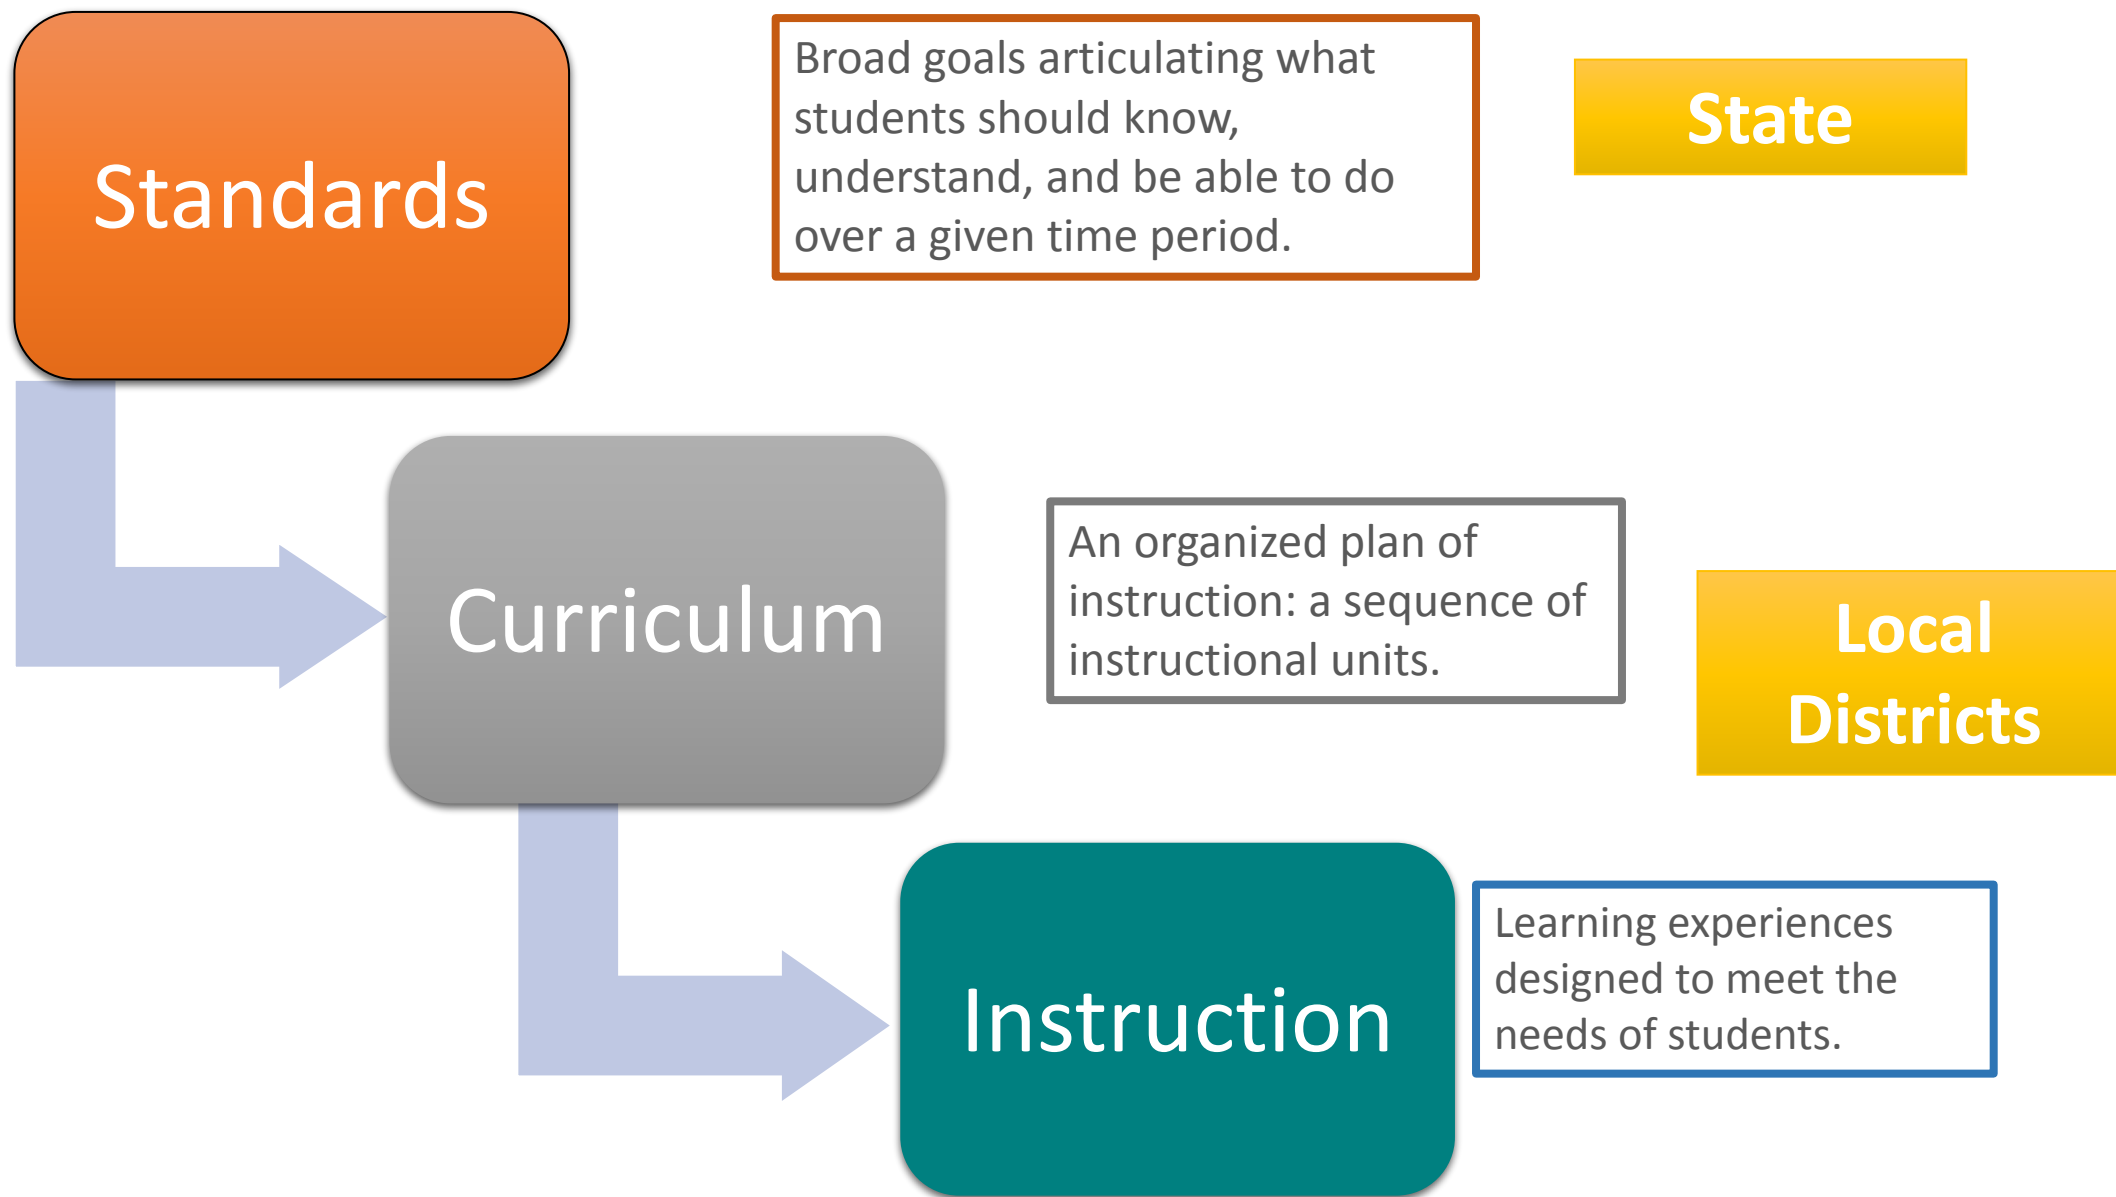 Standards
Broad goals articulating what
students should know,
understand, and be able to do
over a given time period.
State
Curriculum
An organized plan of
instruction: a sequence of
instructional units.
Local
Districts
Instruction
Learning experiences
designed to meet the
needs of students.